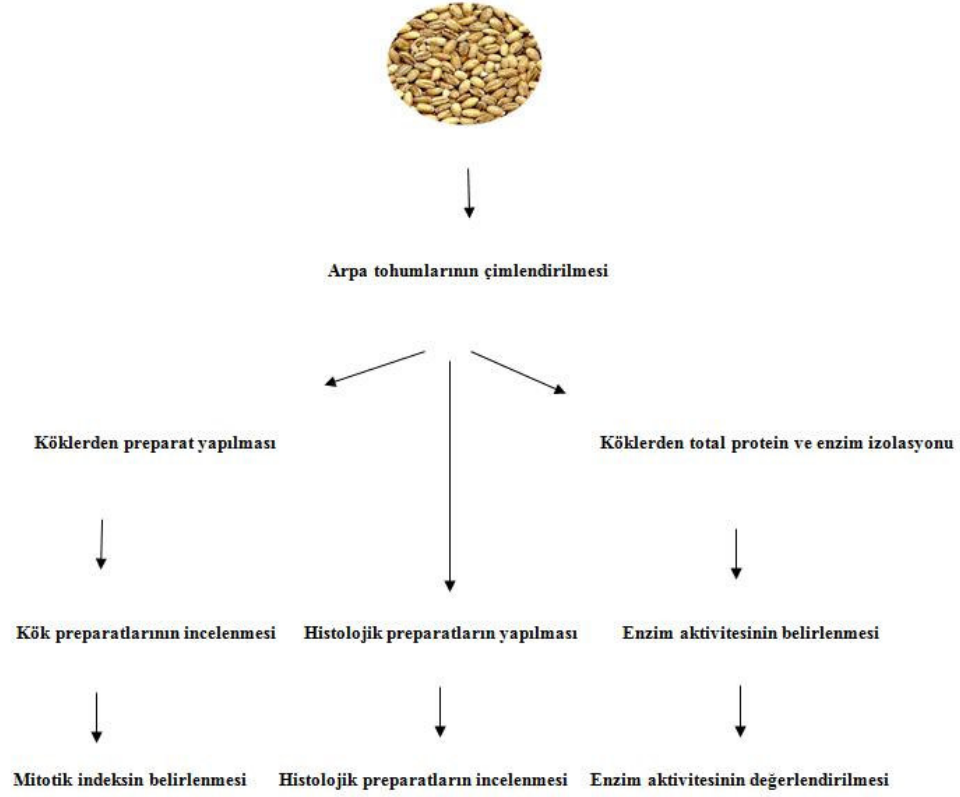 Arpa tohumlarının çimlendirilmesi
Köklerden preparat yapılması
Köklerden total protein ve enzim izolasyonu
Kök preparatlarının incelenmesi
Histolojik preparatların yapılması
Enzim aktivitesinin belirlenmesi
Mitotik indeksin belirlenmesi
Histolojik preparatların incelenmesi
Enzim aktivitesinin değerlendirilmesi